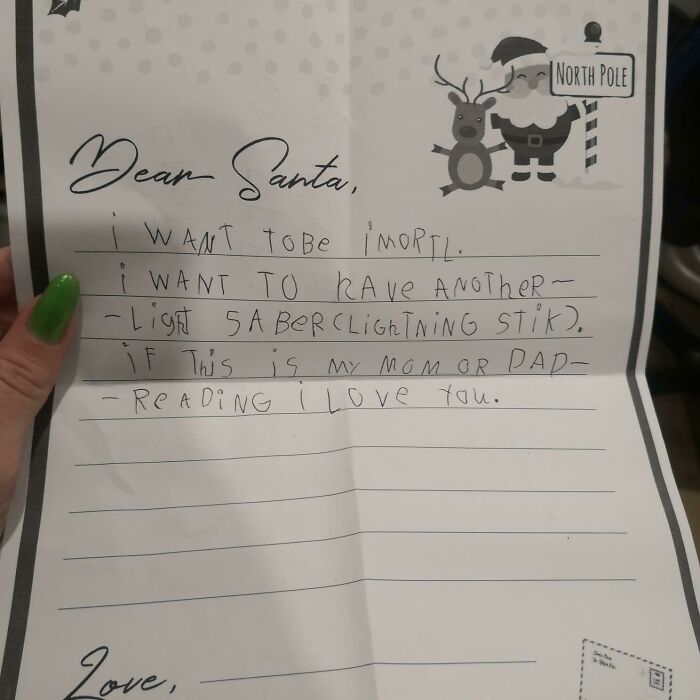 NORTH POLE
Dear Santa,
i WANT TOBe iMORTL.
i WANT TO HAVe ANOTHeR-
-LigHT SABeR(LigHTNiNG STiK).
iF THiS iS MY MOM OR DAD-
-ReADiNG i LOVe YOU.
Love,